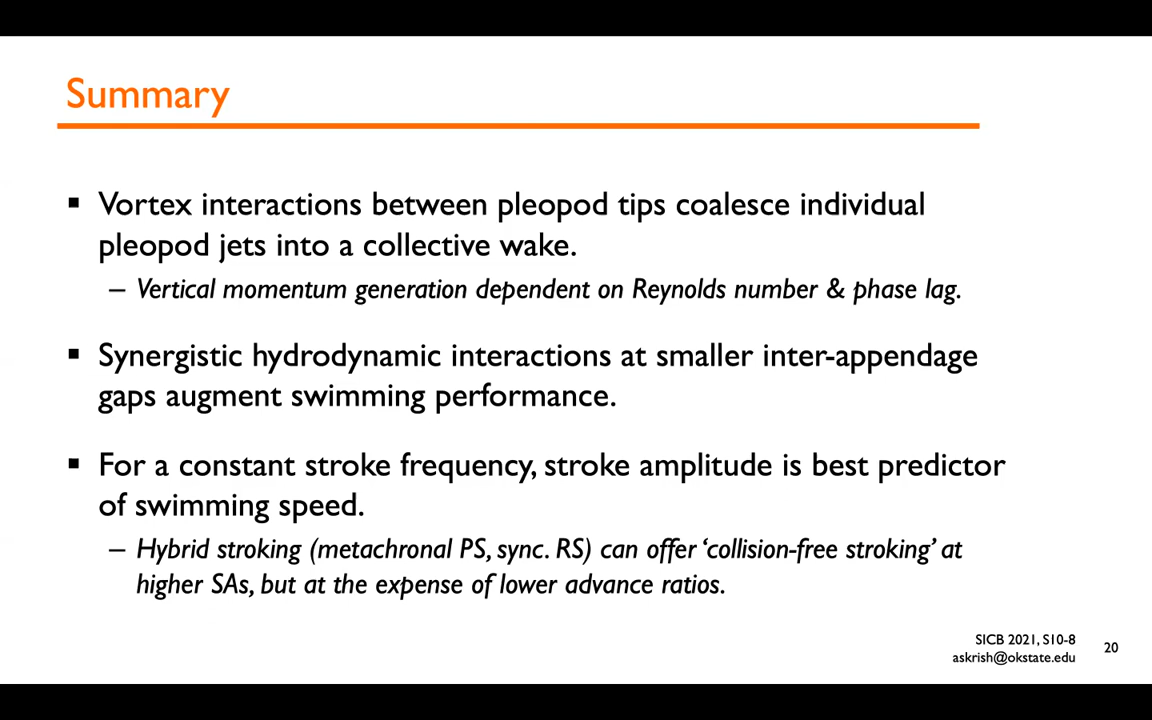 Summary
▪ Vortex interactions between pleopod tips coalesce individual
pleopod jets into a collective wake.
– Vertical momentum generation dependent on Reynolds number & phase lag.
▪ Synergistic hydrodynamic interactions at smaller inter-appendage
gaps augment swimming performance.
▪ For a constant stroke frequency, stroke amplitude is best predictor
of swimming speed.
– Hybrid stroking (metachronal PS, sync. RS) can offer ‘collision-free stroking’ at
higher SAs, but at the expense of lower advance ratios.
SICB 2021, S10-8
askrish@okstate.edu
20